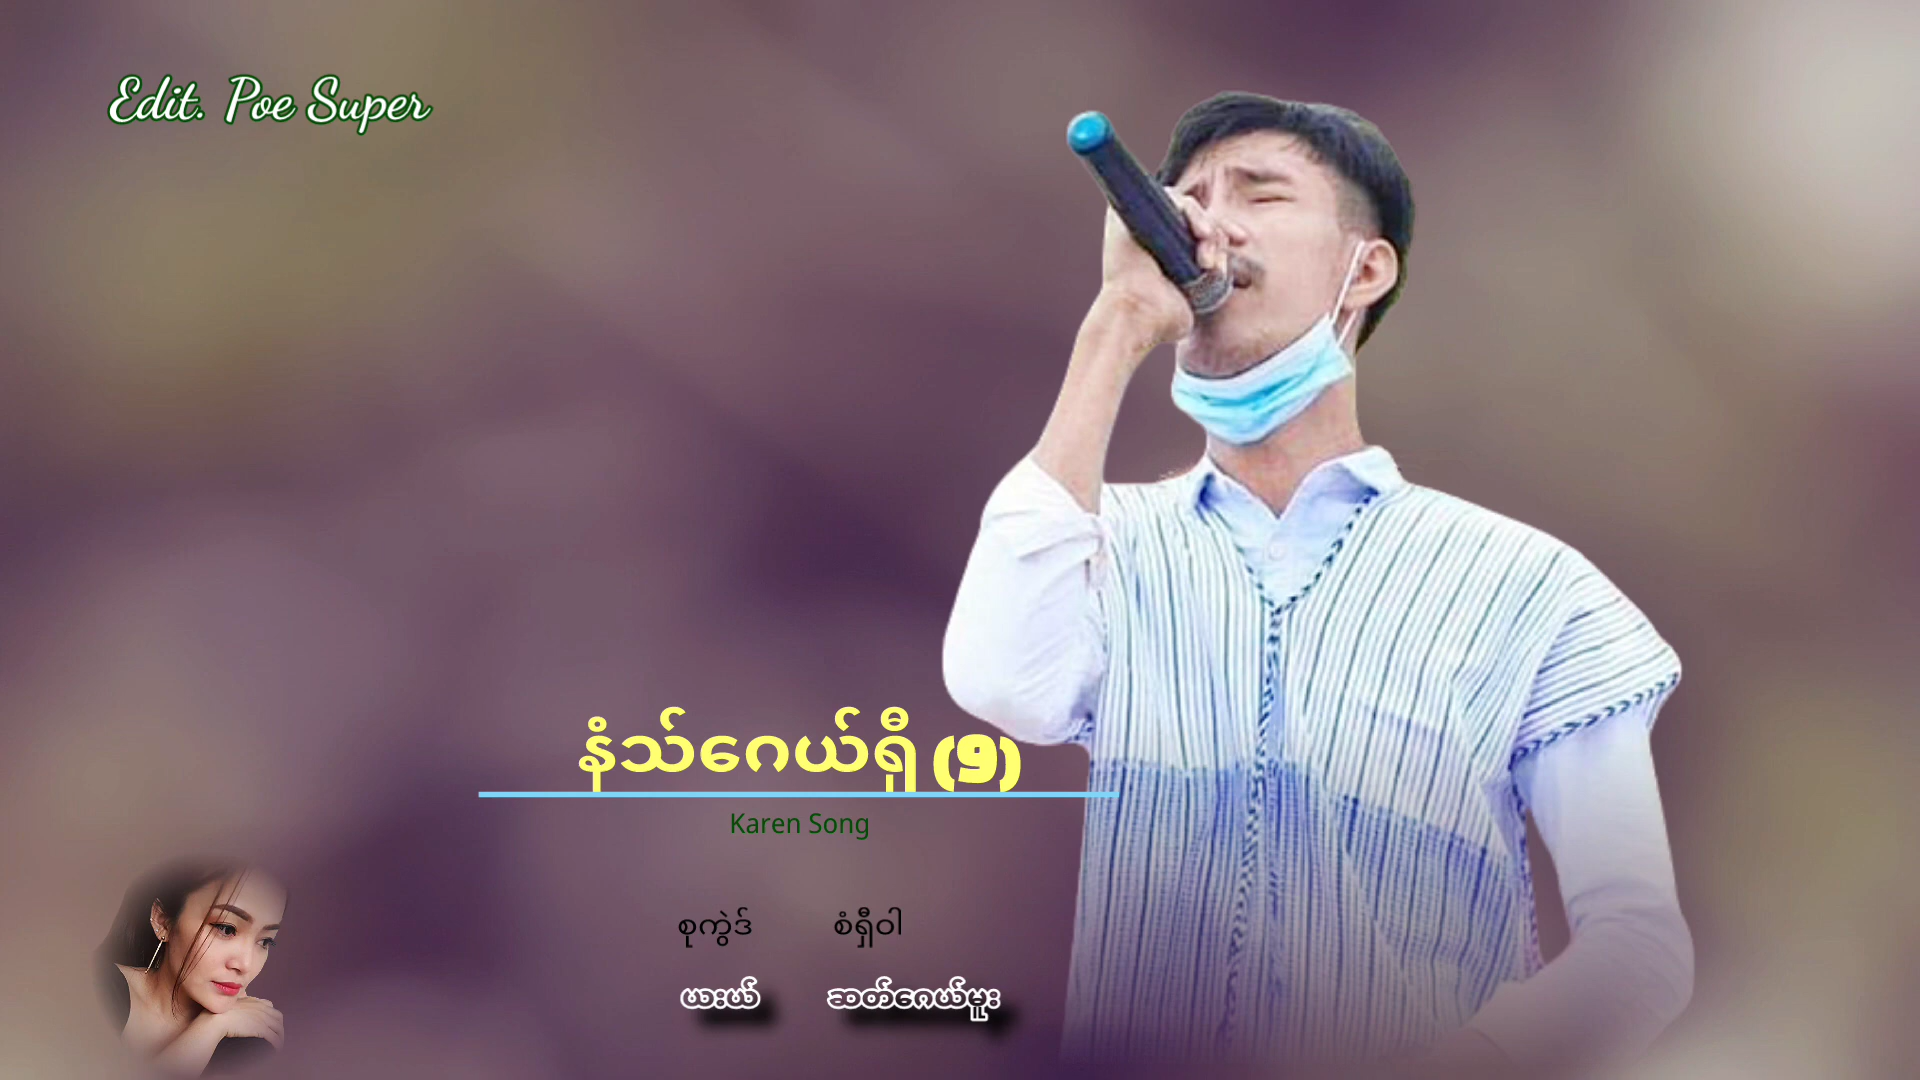 Edit. Poe Super
နံသ်ဂေယ်ရှီ (၅)
Karen Song
စုကွဲဒ် စံရှီဝါ
ယးယ် ဆတ်ဂေယ်မူး